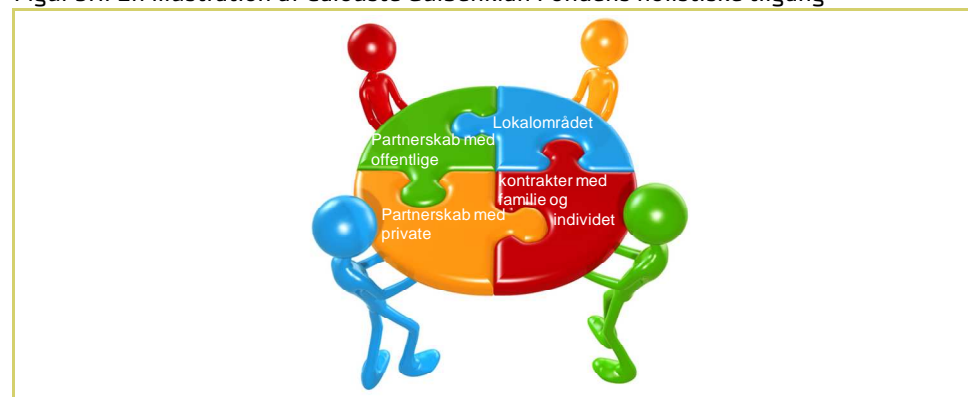 Partnerskab med
offentlige
Lokalområdet
Partnerskab med
private
kontrakter med
familie og
individet